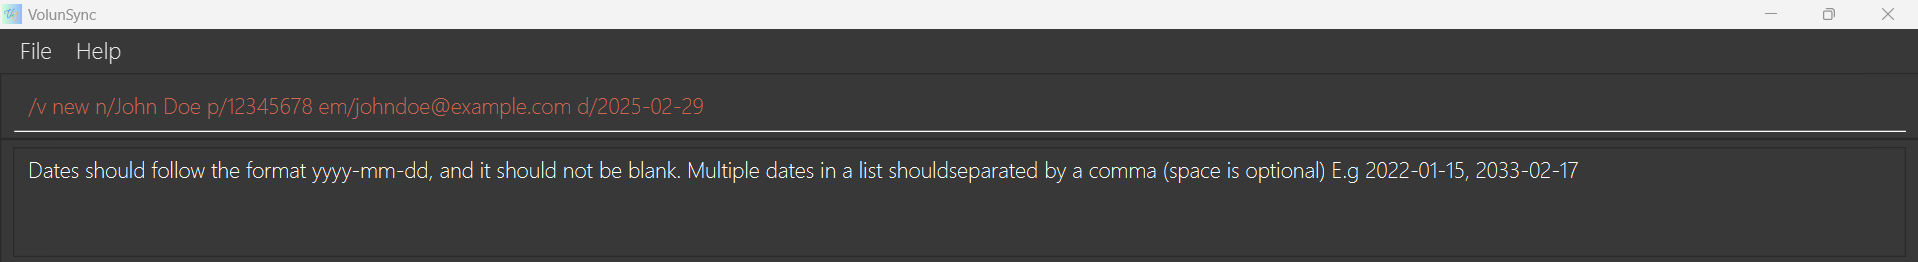 VolunSync
File Help
/v new n/John Doe p/12345678 em/johndoe@example.com d/2025-02-29
Dates should follow the format yyyy-mm-dd, and it should not be blank. Multiple dates in a list shouldseparated by a comma (space is optional) E.g 2022-01-15, 2033-02-17